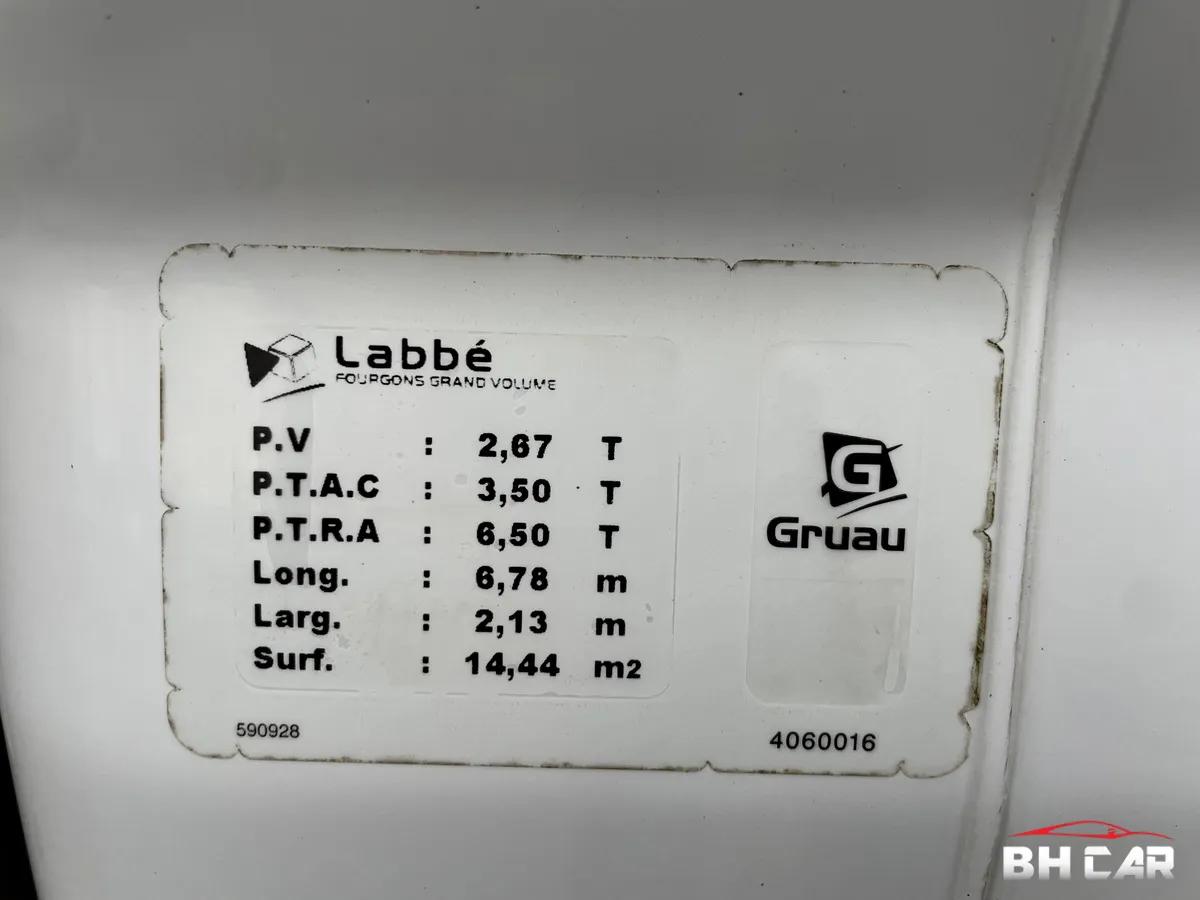 Labbé
FOURGONS GRAND VOLUME
P.V : 2,67 T
P.T.A.C : 3,50 T
P.T.R.A : 6,50 T
Long. : 6,78 m
Larg. : 2,13 m
Surf. : 14,44 m2
G
Gruau
590928
4060016
BH CAR